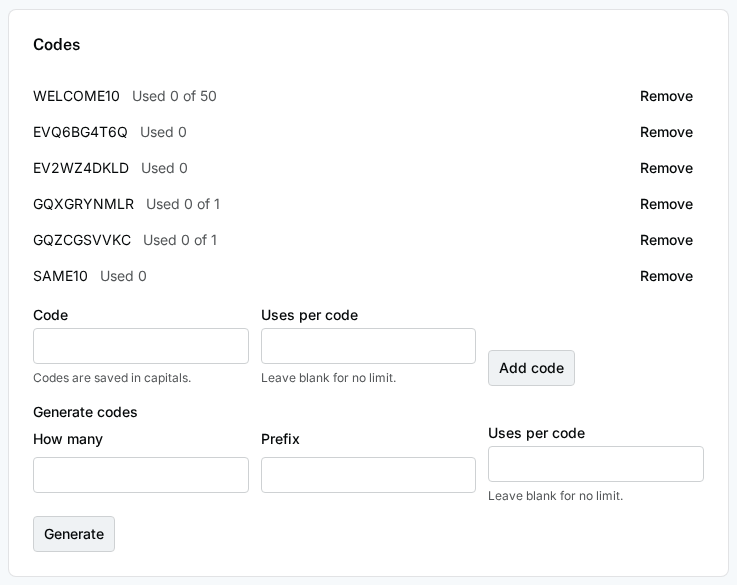 Codes
WELCOME10 Used 0 of 50 Remove
EVQ6BG4T6Q Used 0 Remove
EV2WZ4DKLD Used 0 Remove
GQXGRYNMLR Used 0 of 1 Remove
GQZCGSVVKC Used 0 of 1 Remove
SAME10 Used 0 Remove
Code Uses per code
Add code
Codes are saved in capitals. Leave blank for no limit.
Generate codes
How many Prefix Uses per code
Leave blank for no limit.
Generate